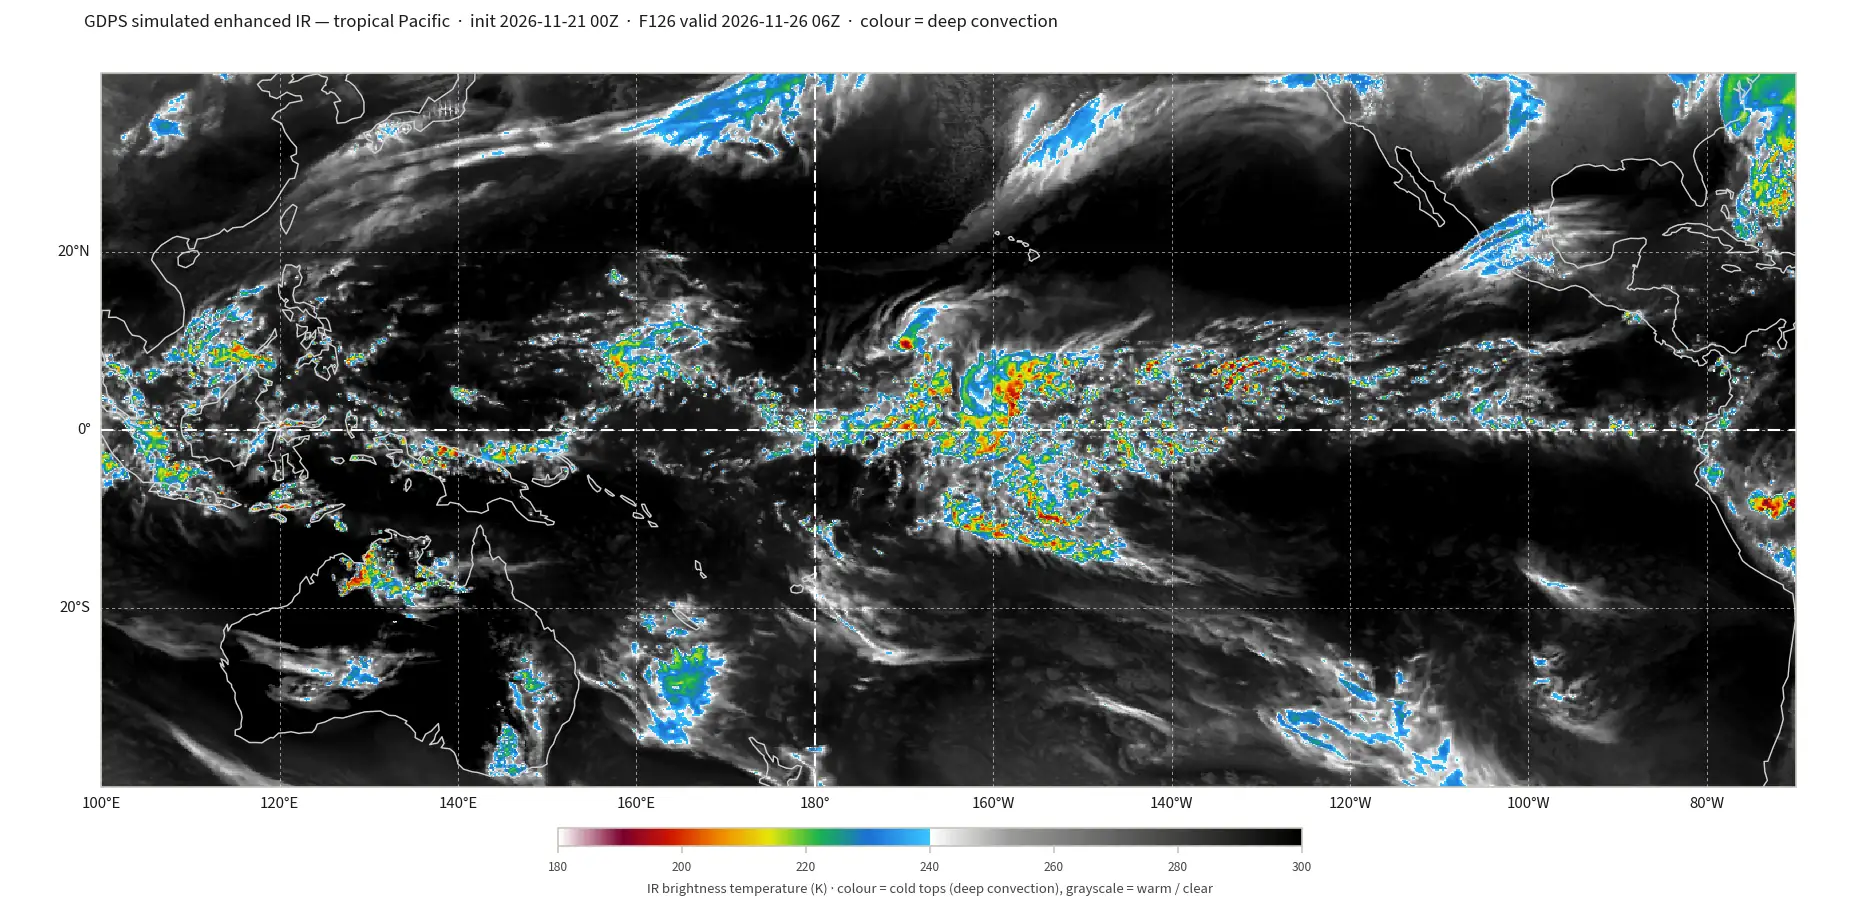 GDPS simulated enhanced IR — tropical Pacific · init 2026-11-21 00Z · F126 valid 2026-11-26 06Z · colour = deep convection
20°N
0°
20°S
100°E 120°E 140°E 160°E 180° 160°W 140°W 120°W 100°W 80°W
180 200 220 240 260 280 300
IR brightness temperature (K) · colour = cold tops (deep convection), grayscale = warm / clear